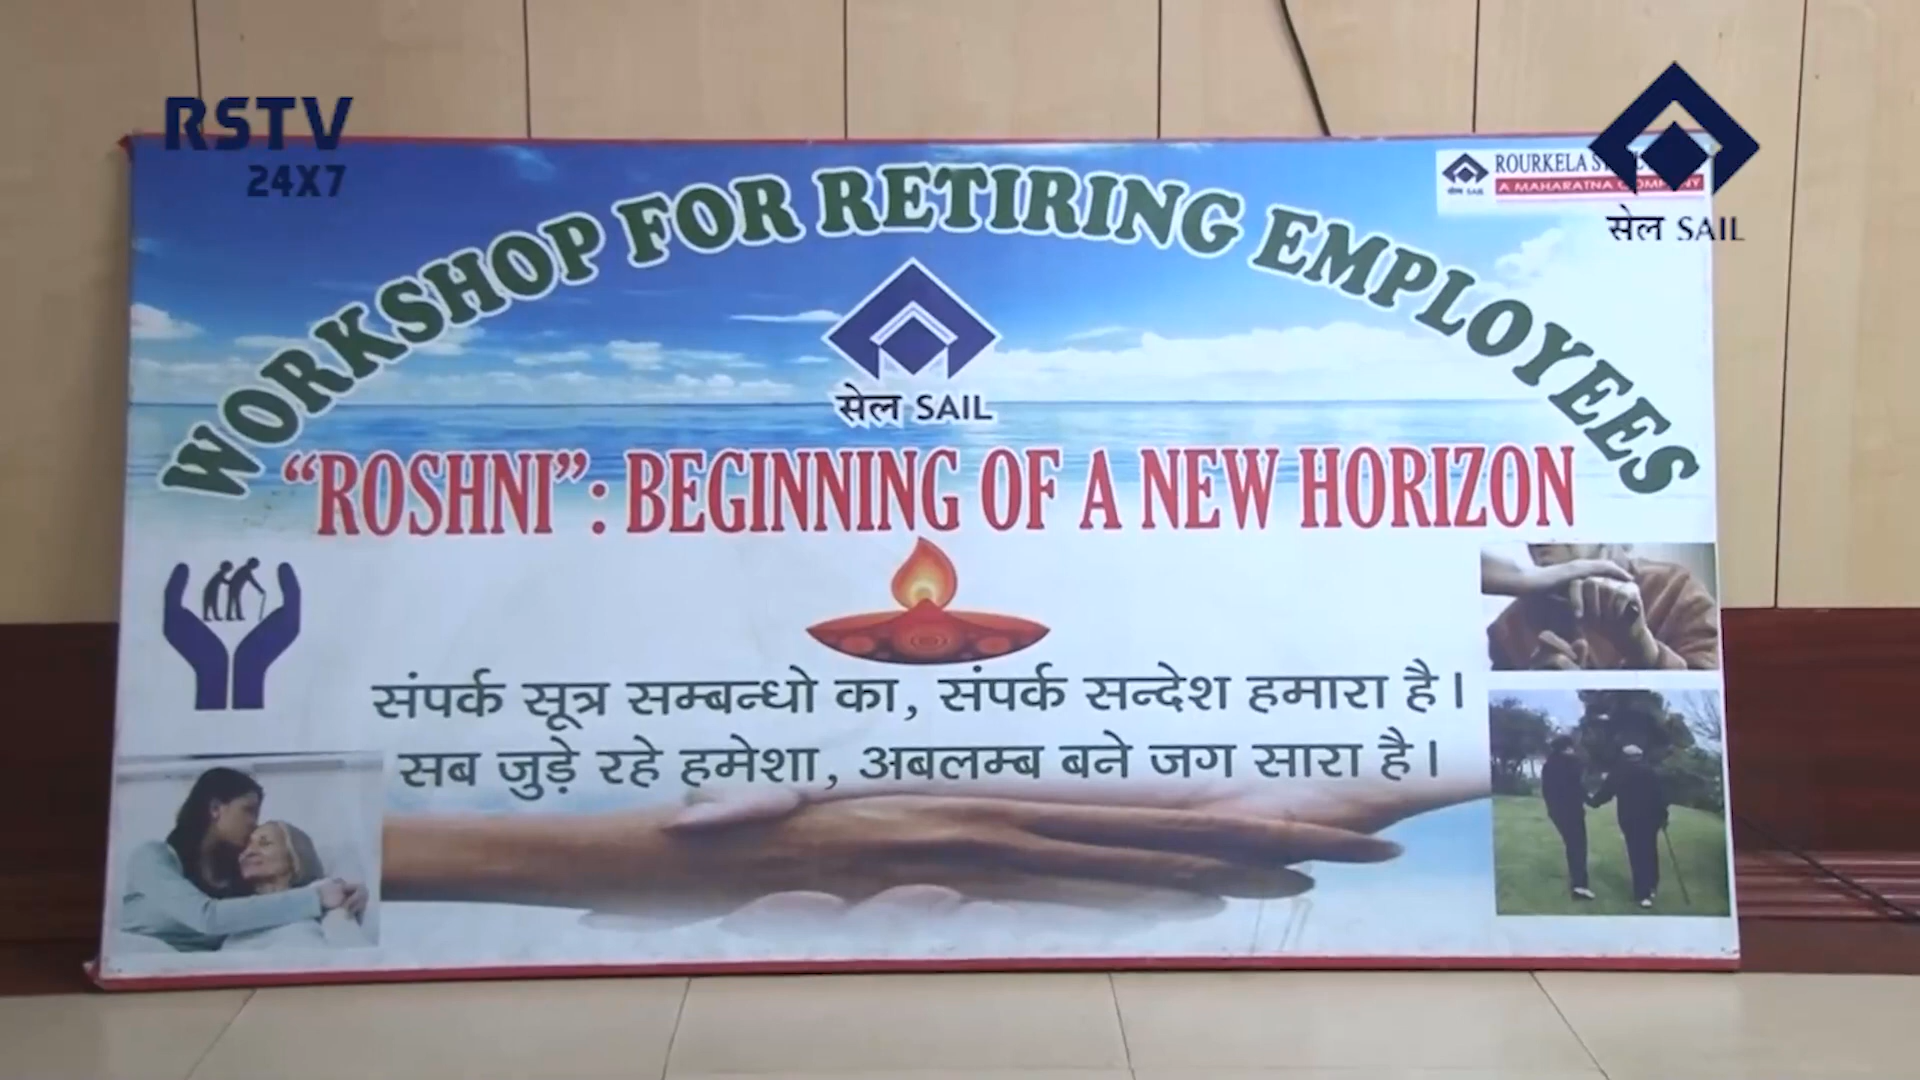 RSTV
24X7
सेल SAIL
ROURKELA
A MAHARATNA COMPANY
WORKSHOP FOR RETIRING EMPLOYEES
सेल SAIL
“ROSHNI”: BEGINNING OF A NEW HORIZON
संपर्क सूत्र सम्बन्धो का, संपर्क सन्देश हमारा है।
सब जुड़े रहे हमेशा, अबलम्ब बने जग सारा है।